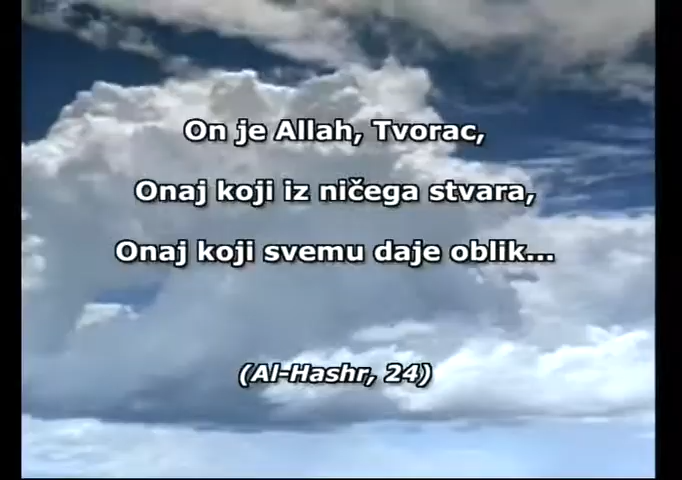 On je Allah, Tvorac,
Onaj koji iz ničega stvara,
Onaj koji svemu daje oblik...
(Al-Hashr, 24)